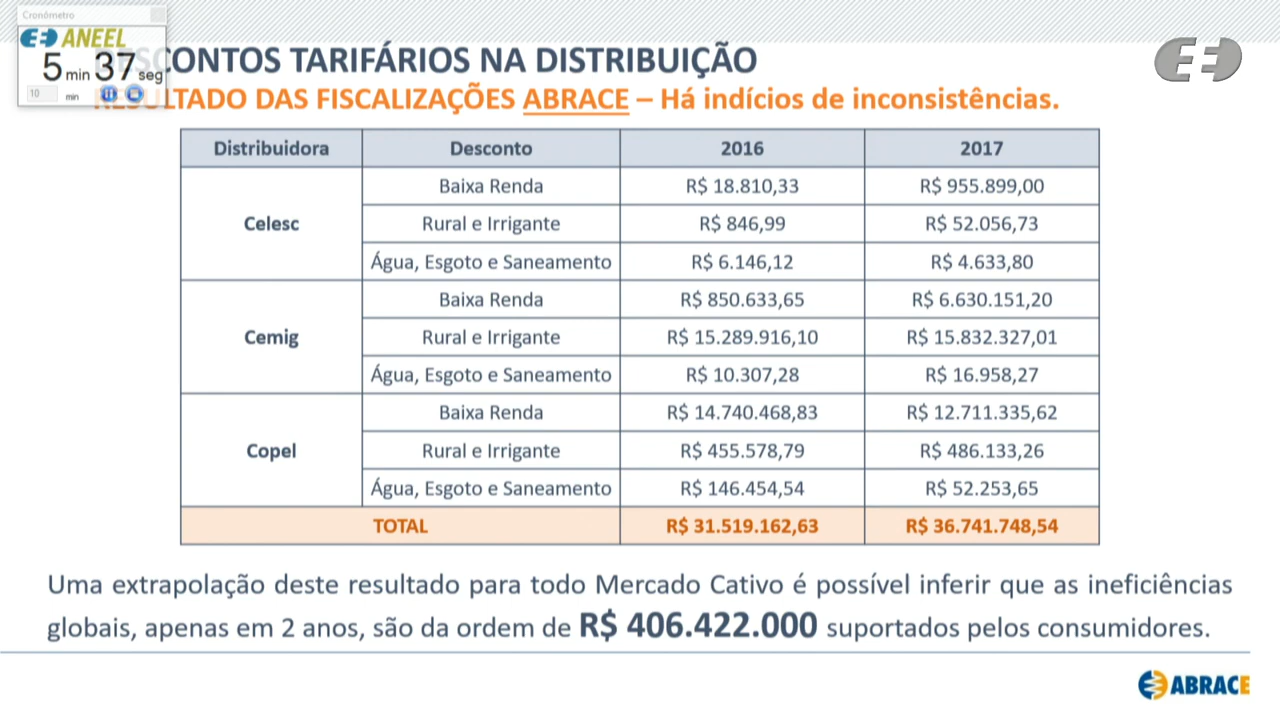 Cronômetro
ANEEL
5 min 37 seg
10 min
ESCONTOS TARIFÁRIOS NA DISTRIBUIÇÃO
RESULTADO DAS FISCALIZAÇÕES ABRACE – Há indícios de inconsistências.
Distribuidora Desconto 2016 2017
Celesc
Baixa Renda R$ 18.810,33 R$ 955.899,00
Rural e Irrigante R$ 846,99 R$ 52.056,73
Água, Esgoto e Saneamento R$ 6.146,12 R$ 4.633,80
Cemig
Baixa Renda R$ 850.633,65 R$ 6.630.151,20
Rural e Irrigante R$ 15.289.916,10 R$ 15.832.327,01
Água, Esgoto e Saneamento R$ 10.307,28 R$ 16.958,27
Copel
Baixa Renda R$ 14.740.468,83 R$ 12.711.335,62
Rural e Irrigante R$ 455.578,79 R$ 486.133,26
Água, Esgoto e Saneamento R$ 146.454,54 R$ 52.253,65
TOTAL R$ 31.519.162,63 R$ 36.741.748,54
Uma extrapolação deste resultado para todo Mercado Cativo é possível inferir que as ineficiências
globais, apenas em 2 anos, são da ordem de R$ 406.422.000 suportados pelos consumidores.
ABRACE